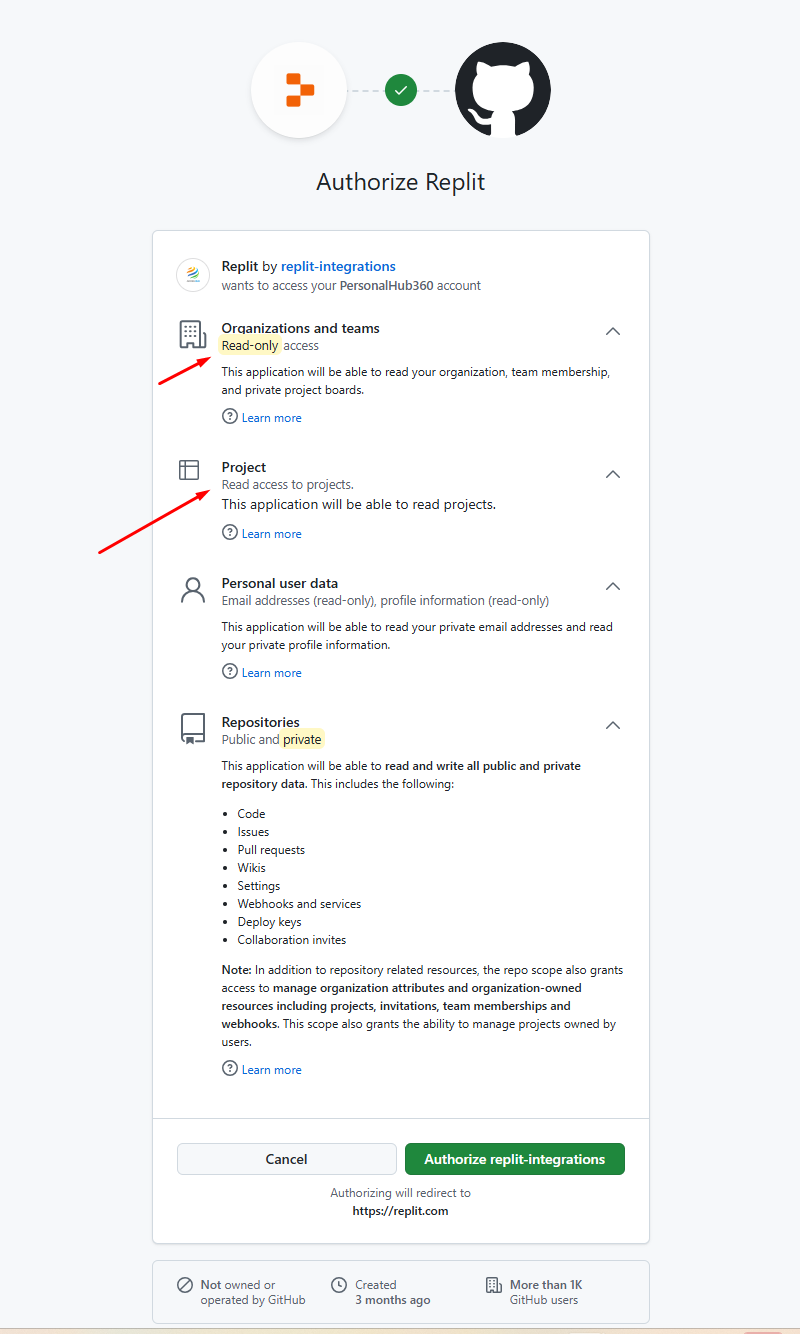 Authorize Replit
Replit by replit-integrations
wants to access your PersonalHub360 account
Organizations and teams
Read-only access
This application will be able to read your organization, team membership,
and private project boards.
Learn more
Project
Read access to projects.
This application will be able to read projects.
Learn more
Personal user data
Email addresses (read-only), profile information (read-only)
This application will be able to read your private email addresses and read
your private profile information.
Learn more
Repositories
Public and private
This application will be able to read and write all public and private
repository data. This includes the following:
• Code
• Issues
• Pull requests
• Wikis
• Settings
• Webhooks and services
• Deploy keys
• Collaboration invites
Note: In addition to repository related resources, the repo scope also grants
access to manage organization attributes and organization-owned
resources including projects, invitations, team memberships and
webhooks. This scope also grants the ability to manage projects owned by
users.
Learn more
Cancel
Authorize replit-integrations
Authorizing will redirect to
https://replit.com
Not owned or
operated by GitHub
Created
3 months ago
More than 1K
GitHub users